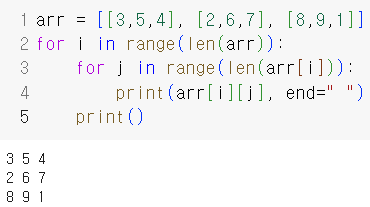 1 arr = [[3,5,4], [2,6,7], [8,9,1]]
2 for i in range(len(arr)):
3     for j in range(len(arr[i])):
4         print(arr[i][j], end=" ")
5     print()
3 5 4
2 6 7
8 9 1